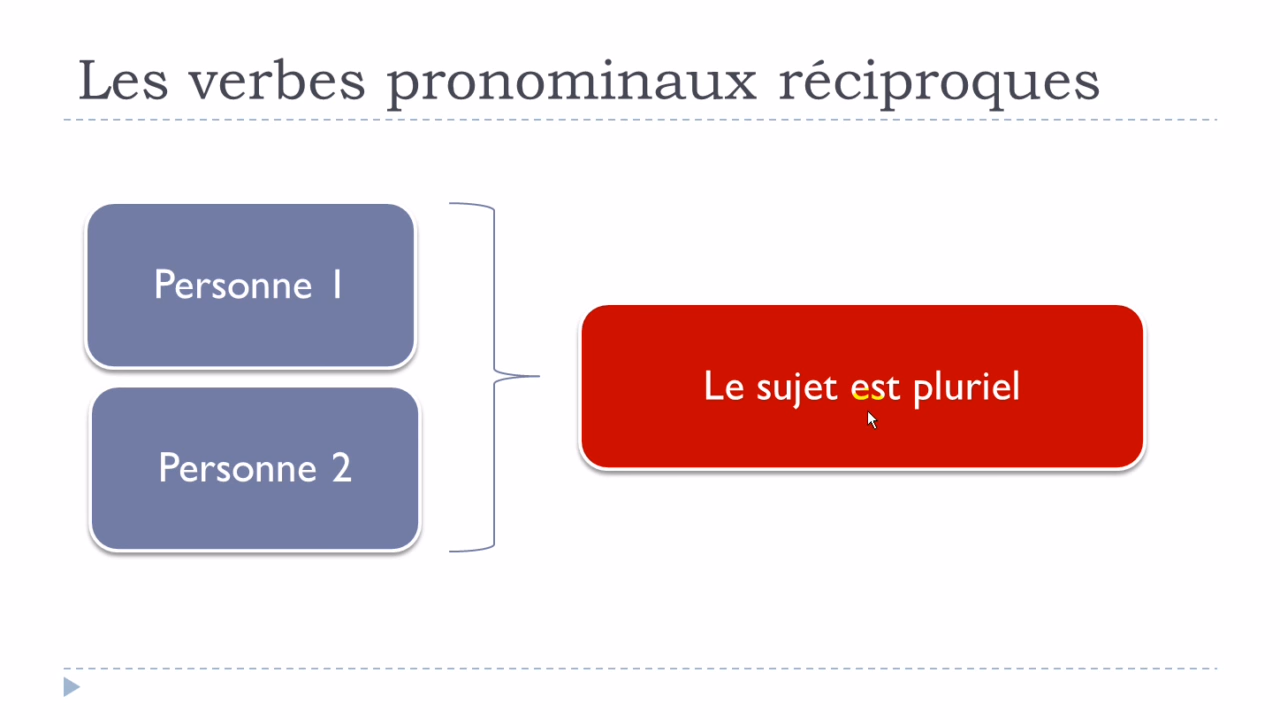 Les verbes pronominaux réciproques
Personne 1
Personne 2
Le sujet est pluriel